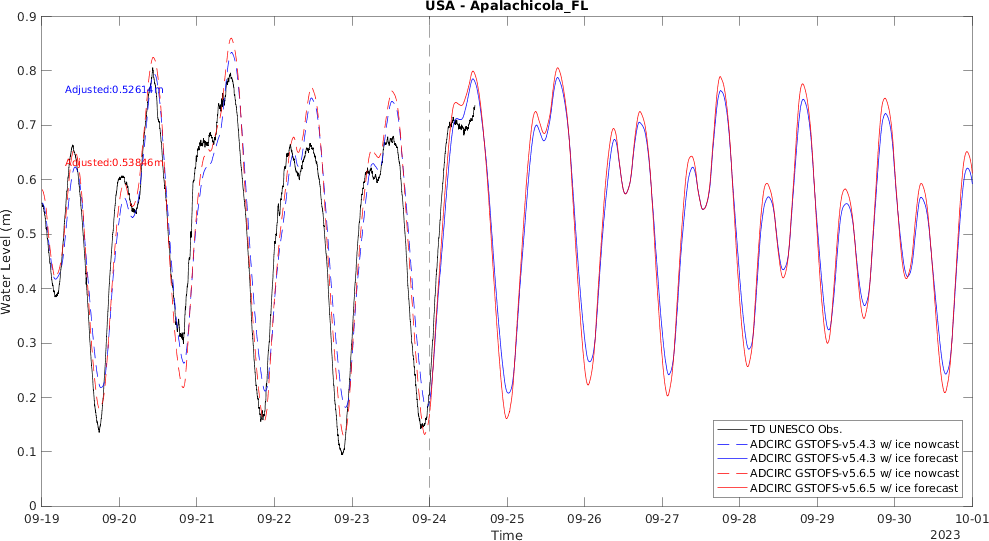 USA - Apalachicola_FL
0.9
0.8
0.7
0.6
0.5
0.4
0.3
0.2
0.1
0
Water Level (m)
Adjusted:0.52614m
Adjusted:0.53846m
TD UNESCO Obs.
ADCIRC GSTOFS-v5.4.3 w/ ice nowcast
ADCIRC GSTOFS-v5.4.3 w/ ice forecast
ADCIRC GSTOFS-v5.6.5 w/ ice nowcast
ADCIRC GSTOFS-v5.6.5 w/ ice forecast
09-19 09-20 09-21 09-22 09-23 09-24 09-25 09-26 09-27 09-28 09-29 09-30 10-01
Time
2023